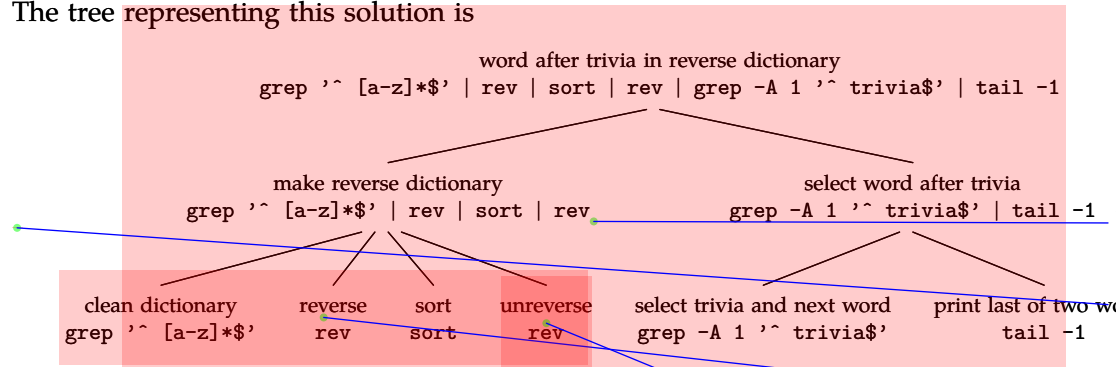 The tree representing this solution is
word after trivia in reverse dictionary
grep '^ [a-z]*$' | rev | sort | rev | grep -A 1 '^ trivia$' | tail -1
make reverse dictionary
grep '^ [a-z]*$' | rev | sort | rev
select word after trivia
grep -A 1 '^ trivia$' | tail -1
clean dictionary
grep '^ [a-z]*$'
reverse
rev
sort
sort
unreverse
rev
select trivia and next word
grep -A 1 '^ trivia$'
print last of two wo
tail -1